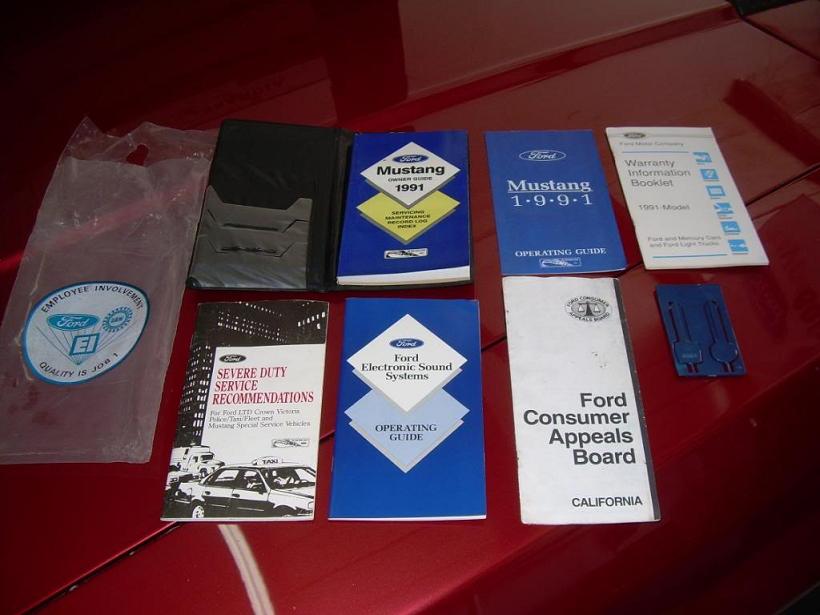 EMPLOYEE INVOLVEMENT
Ford
UAW
EI
QUALITY IS JOB 1
Ford
Mustang
OWNER GUIDE
1991
SERVICING
MAINTENANCE
RECORD LOG
INDEX
Ford
Mustang
1•9•9•1
OPERATING GUIDE
Ford
Ford Motor Company
Warranty
Information
Booklet
1991-Model
Ford and Mercury Cars
and Ford Light Trucks
Ford
SEVERE DUTY
SERVICE
RECOMMENDATIONS
For Ford LTD Crown Victoria
Police/Taxi/Fleet and
Mustang Special Service Vehicles
TAXI
Ford
Ford
Electronic Sound
Systems
OPERATING
GUIDE
FORD CONSUMER
APPEALS BOARD
Ford
Consumer
Appeals
Board
CALIFORNIA